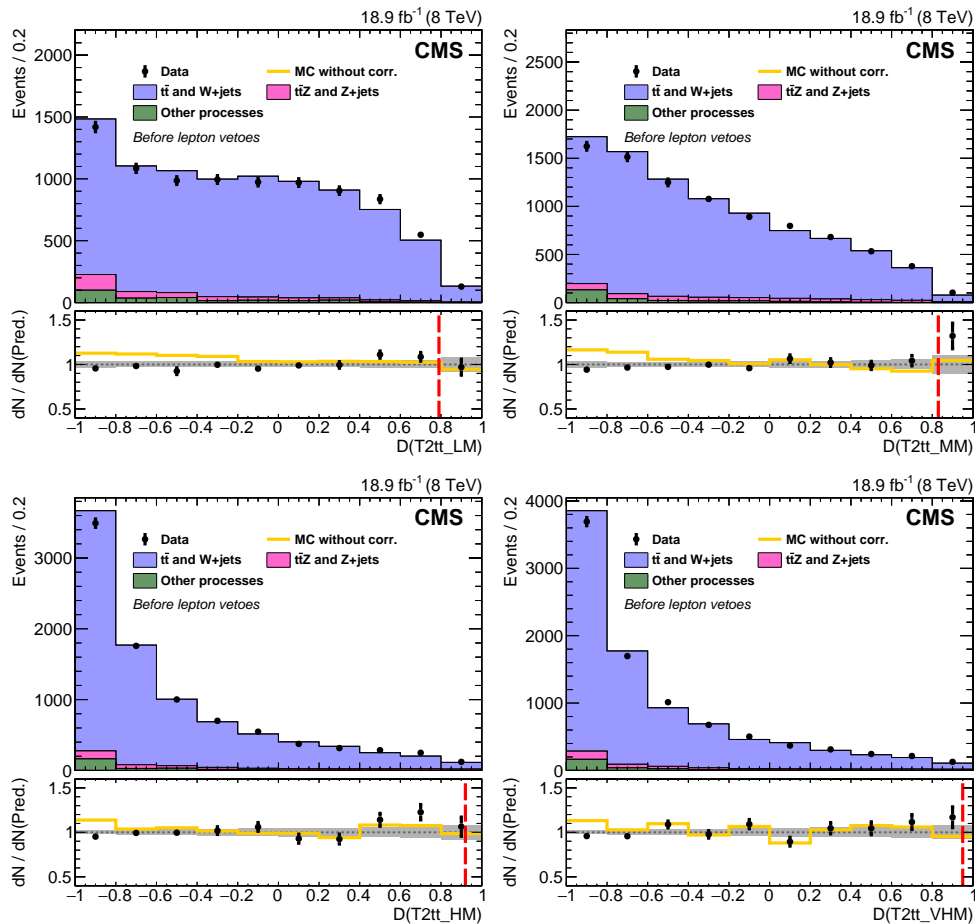 18.9 fb⁻¹ (8 TeV)
Events / 0.2
CMS
Data
MC without corr.
tt̄ and W+jets
tt̄Z and Z+jets
Other processes
Before lepton vetoes
2000
1500
1000
500
0
dN / dN(Pred.)
1.5
1
0.5
−1 −0.8 −0.6 −0.4 −0.2 0 0.2 0.4 0.6 0.8 1
D(T2tt_LM)
18.9 fb⁻¹ (8 TeV)
Events / 0.2
CMS
Data
MC without corr.
tt̄ and W+jets
tt̄Z and Z+jets
Other processes
Before lepton vetoes
2500
2000
1500
1000
500
0
dN / dN(Pred.)
1.5
1
0.5
−1 −0.8 −0.6 −0.4 −0.2 0 0.2 0.4 0.6 0.8 1
D(T2tt_MM)
18.9 fb⁻¹ (8 TeV)
Events / 0.2
CMS
Data
MC without corr.
tt̄ and W+jets
tt̄Z and Z+jets
Other processes
Before lepton vetoes
3000
2000
1000
0
dN / dN(Pred.)
1.5
1
0.5
−1 −0.8 −0.6 −0.4 −0.2 0 0.2 0.4 0.6 0.8 1
D(T2tt_HM)
18.9 fb⁻¹ (8 TeV)
Events / 0.2
CMS
Data
MC without corr.
tt̄ and W+jets
tt̄Z and Z+jets
Other processes
Before lepton vetoes
4000
3000
2000
1000
0
dN / dN(Pred.)
1.5
1
0.5
−1 −0.8 −0.6 −0.4 −0.2 0 0.2 0.4 0.6 0.8 1
D(T2tt_VHM)